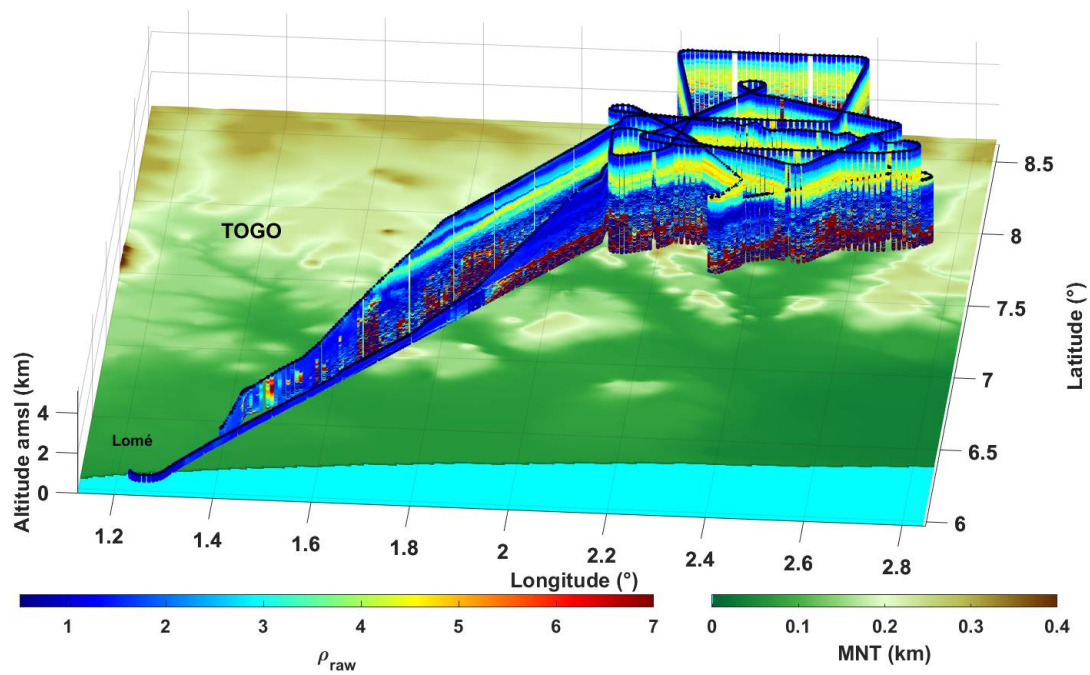 TOGO
Lomé
Altitude amsl (km)
4
2
0
8.5
8
7.5
7
6.5
6
Latitude (°)
1.2
1.4
1.6
1.8
2
2.2
2.4
2.6
2.8
Longitude (°)
1 2 3 4 5 6 7
ρraw
0 0.1 0.2 0.3 0.4
MNT (km)